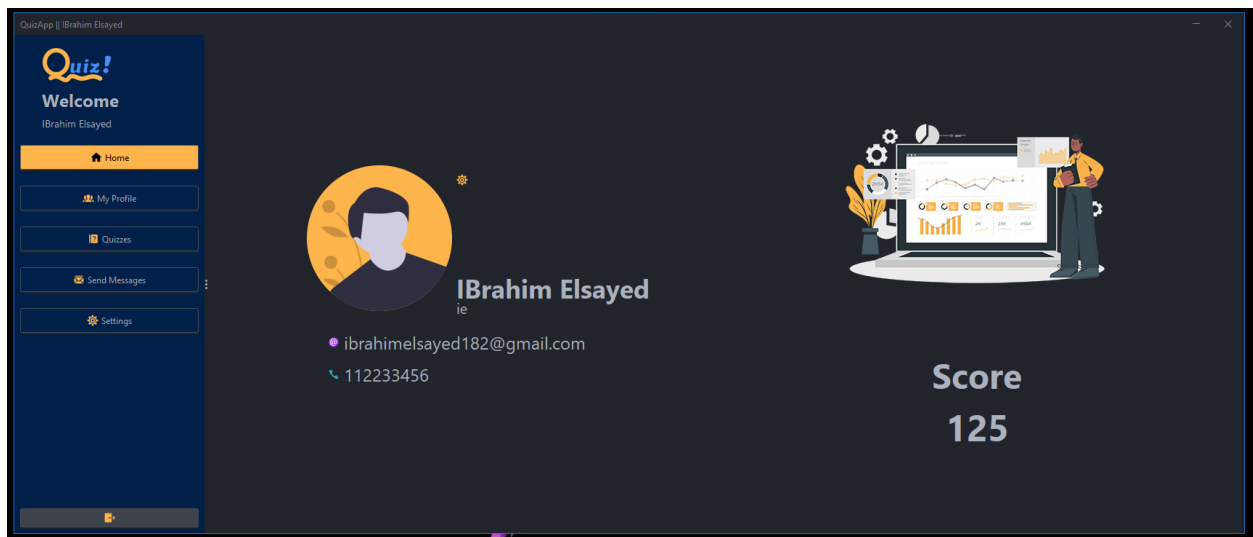 QuizApp || IBrahim Elsayed
Quiz!
Welcome
IBrahim Elsayed
Home
My Profile
Quizzes
Send Messages
Settings
IBrahim Elsayed
ie
@ ibrahimelsayed182@gmail.com
112233456
Score
125